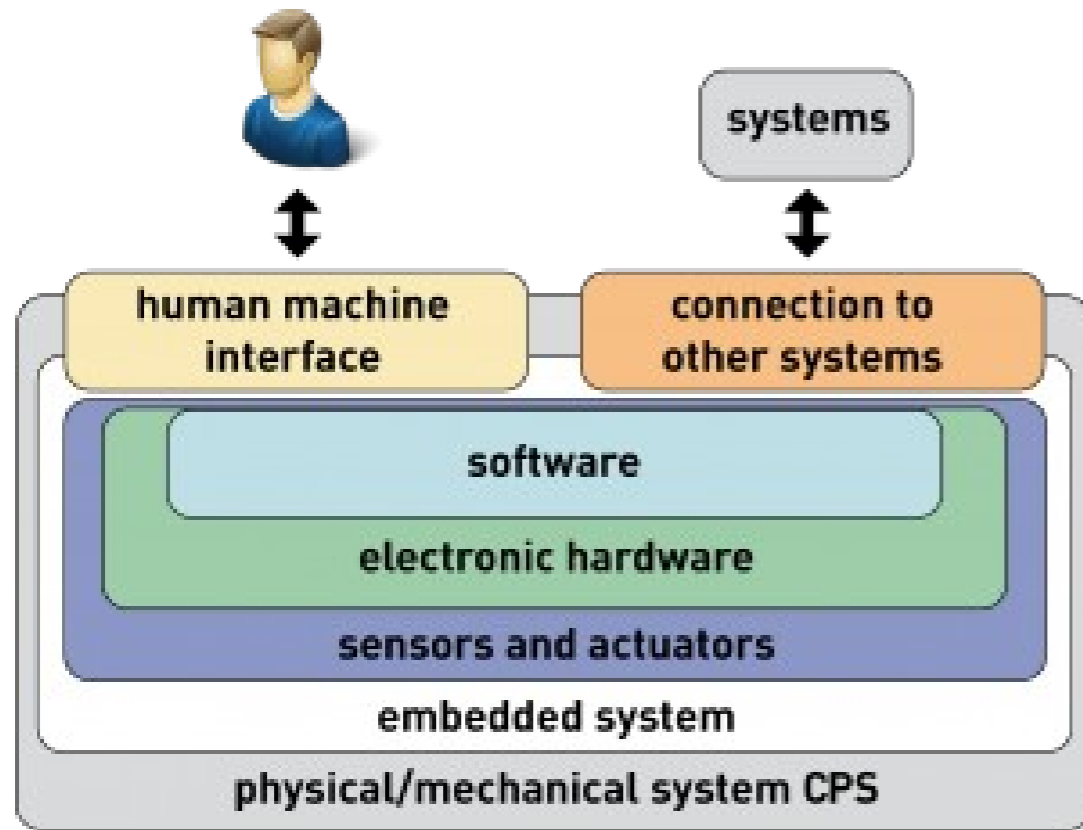 systems
human machine
interface
connection to
other systems
software
electronic hardware
sensors and actuators
embedded system
physical/mechanical system CPS